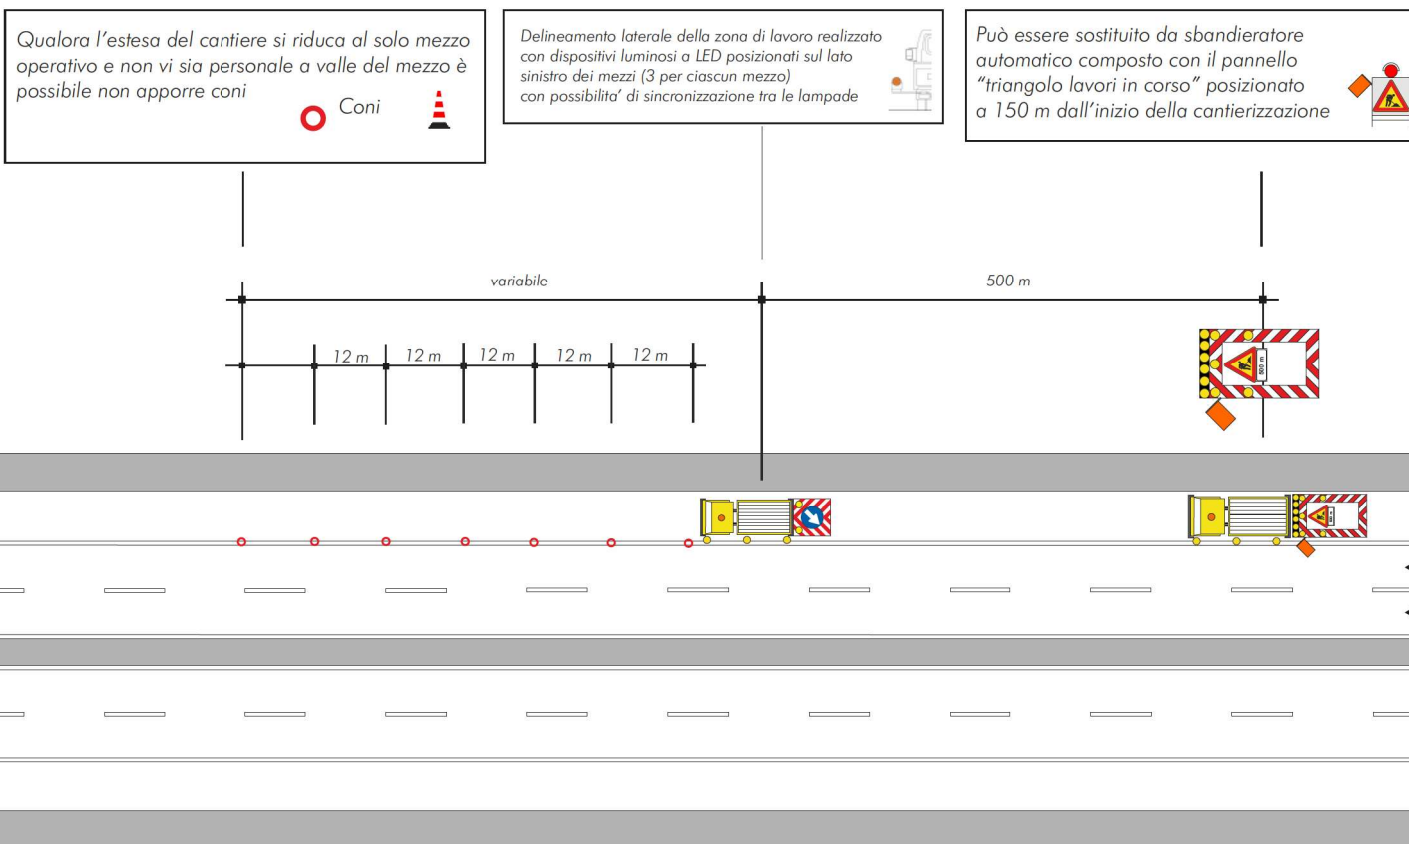 Qualora l'estesa del cantiere si riduca al solo mezzo
operativo e non vi sia personale a valle del mezzo è
possibile non apporre coni
Coni
Delineamento laterale della zona di lavoro realizzato
con dispositivi luminosi a LED posizionati sul lato
sinistro dei mezzi (3 per ciascun mezzo)
con possibilita' di sincronizzazione tra le lampade
Può essere sostituito da sbandieratore
automatico composto con il pannello
"triangolo lavori in corso" posizionato
a 150 m dall'inizio della cantierizzazione
variabile
500 m
12 m
12 m
12 m
12 m
12 m
500 m